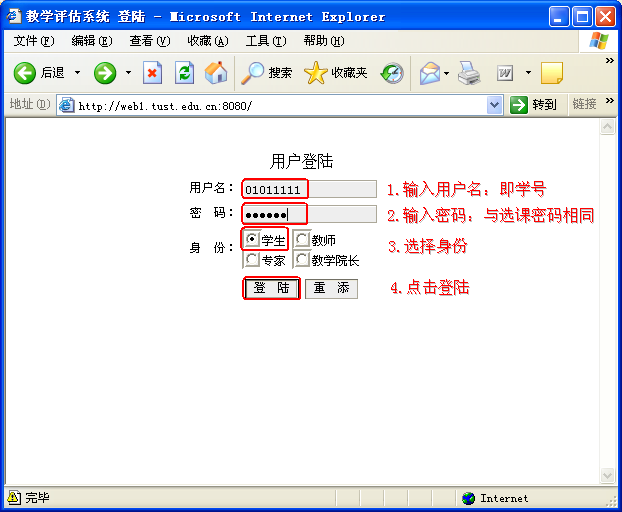 教学评估系统 登陆 - Microsoft Internet Explorer
文件(F) 编辑(E) 查看(V) 收藏(A) 工具(T) 帮助(H)
后退 搜索 收藏夹 W »
地址(D) http://web1.tust.edu.cn:8080/ 转到 链接 »
用户登陆
用户名： 01011111 1.输入用户名；即学号
密 码： ●●●●●● 2.输入密码：与选课密码相同
身 份： 学生 教师 3.选择身份
专家 教学院长
登 陆 重 添 4.点击登陆
完毕 Internet